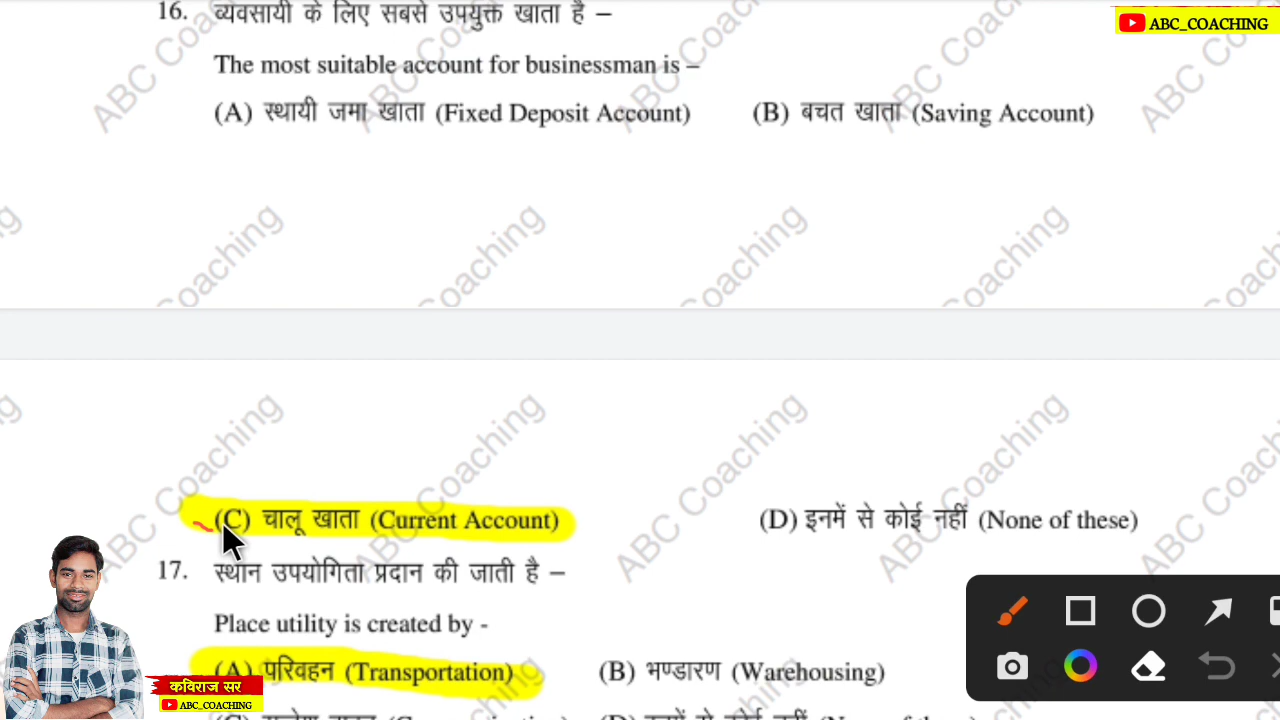 ABC_COACHING
16. व्यवसायी के लिए सबसे उपयुक्त खाता है –
The most suitable account for businessman is –
(A) स्थायी जमा खाता (Fixed Deposit Account) (B) बचत खाता (Saving Account)
(C) चालू खाता (Current Account) (D) इनमें से कोई नहीं (None of these)
17. स्थान उपयोगिता प्रदान की जाती है –
Place utility is created by -
(A) परिवहन (Transportation) (B) भण्डारण (Warehousing)
कविराज सर
ABC_COACHING
ABC Coaching